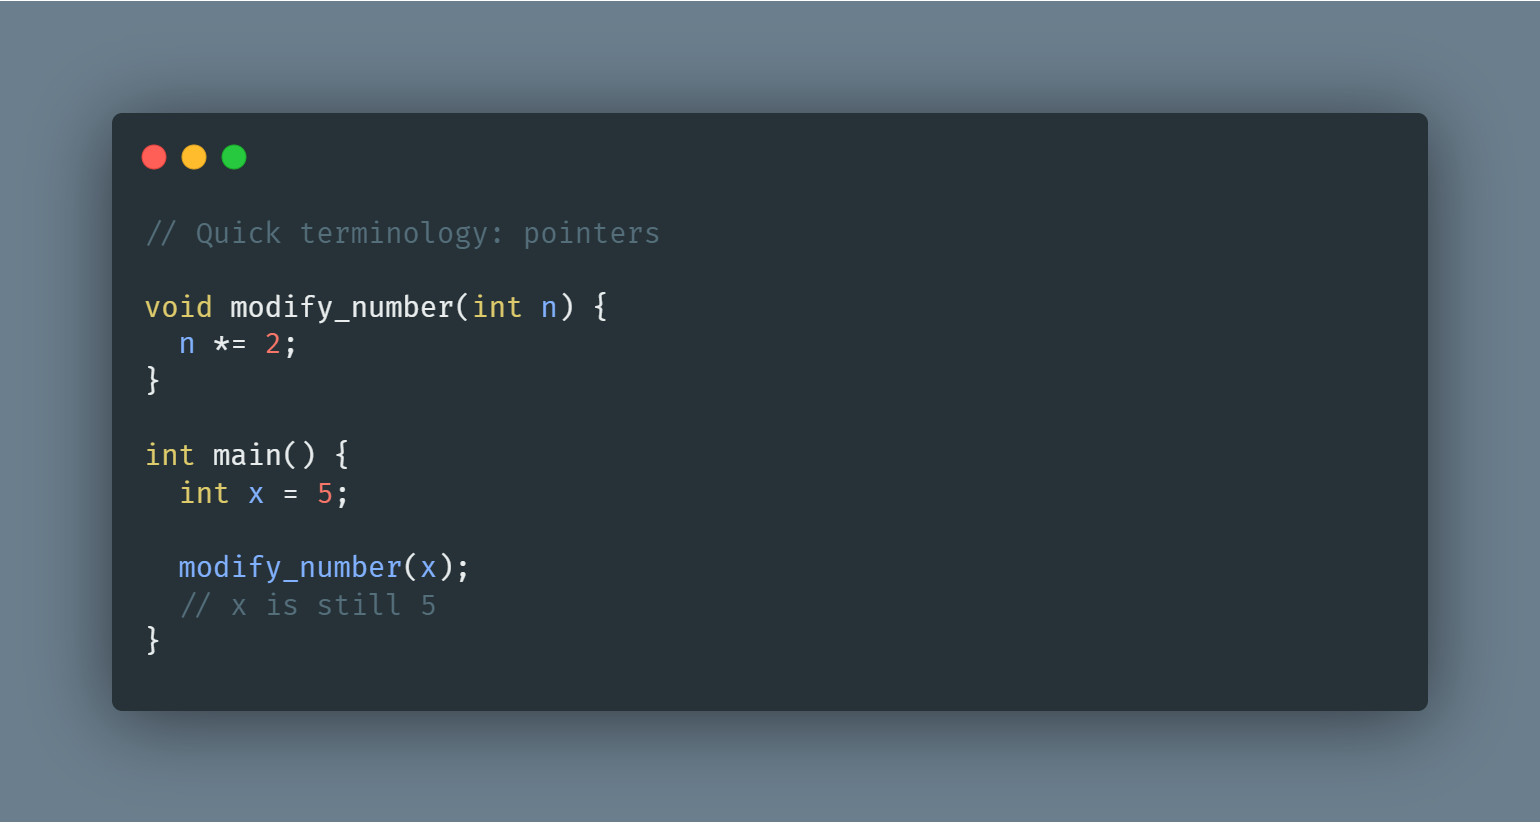 // Quick terminology: pointers
void modify_number(int n) {
  n *= 2;
}
int main() {
  int x = 5;
  modify_number(x);
  // x is still 5
}